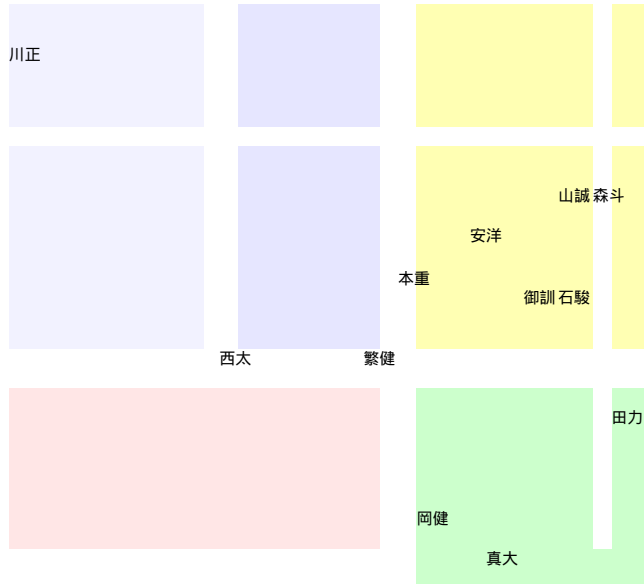 川正
山誠 森斗
安洋
本重
御訓 石駿
西太 繁健
田力
岡健
真大